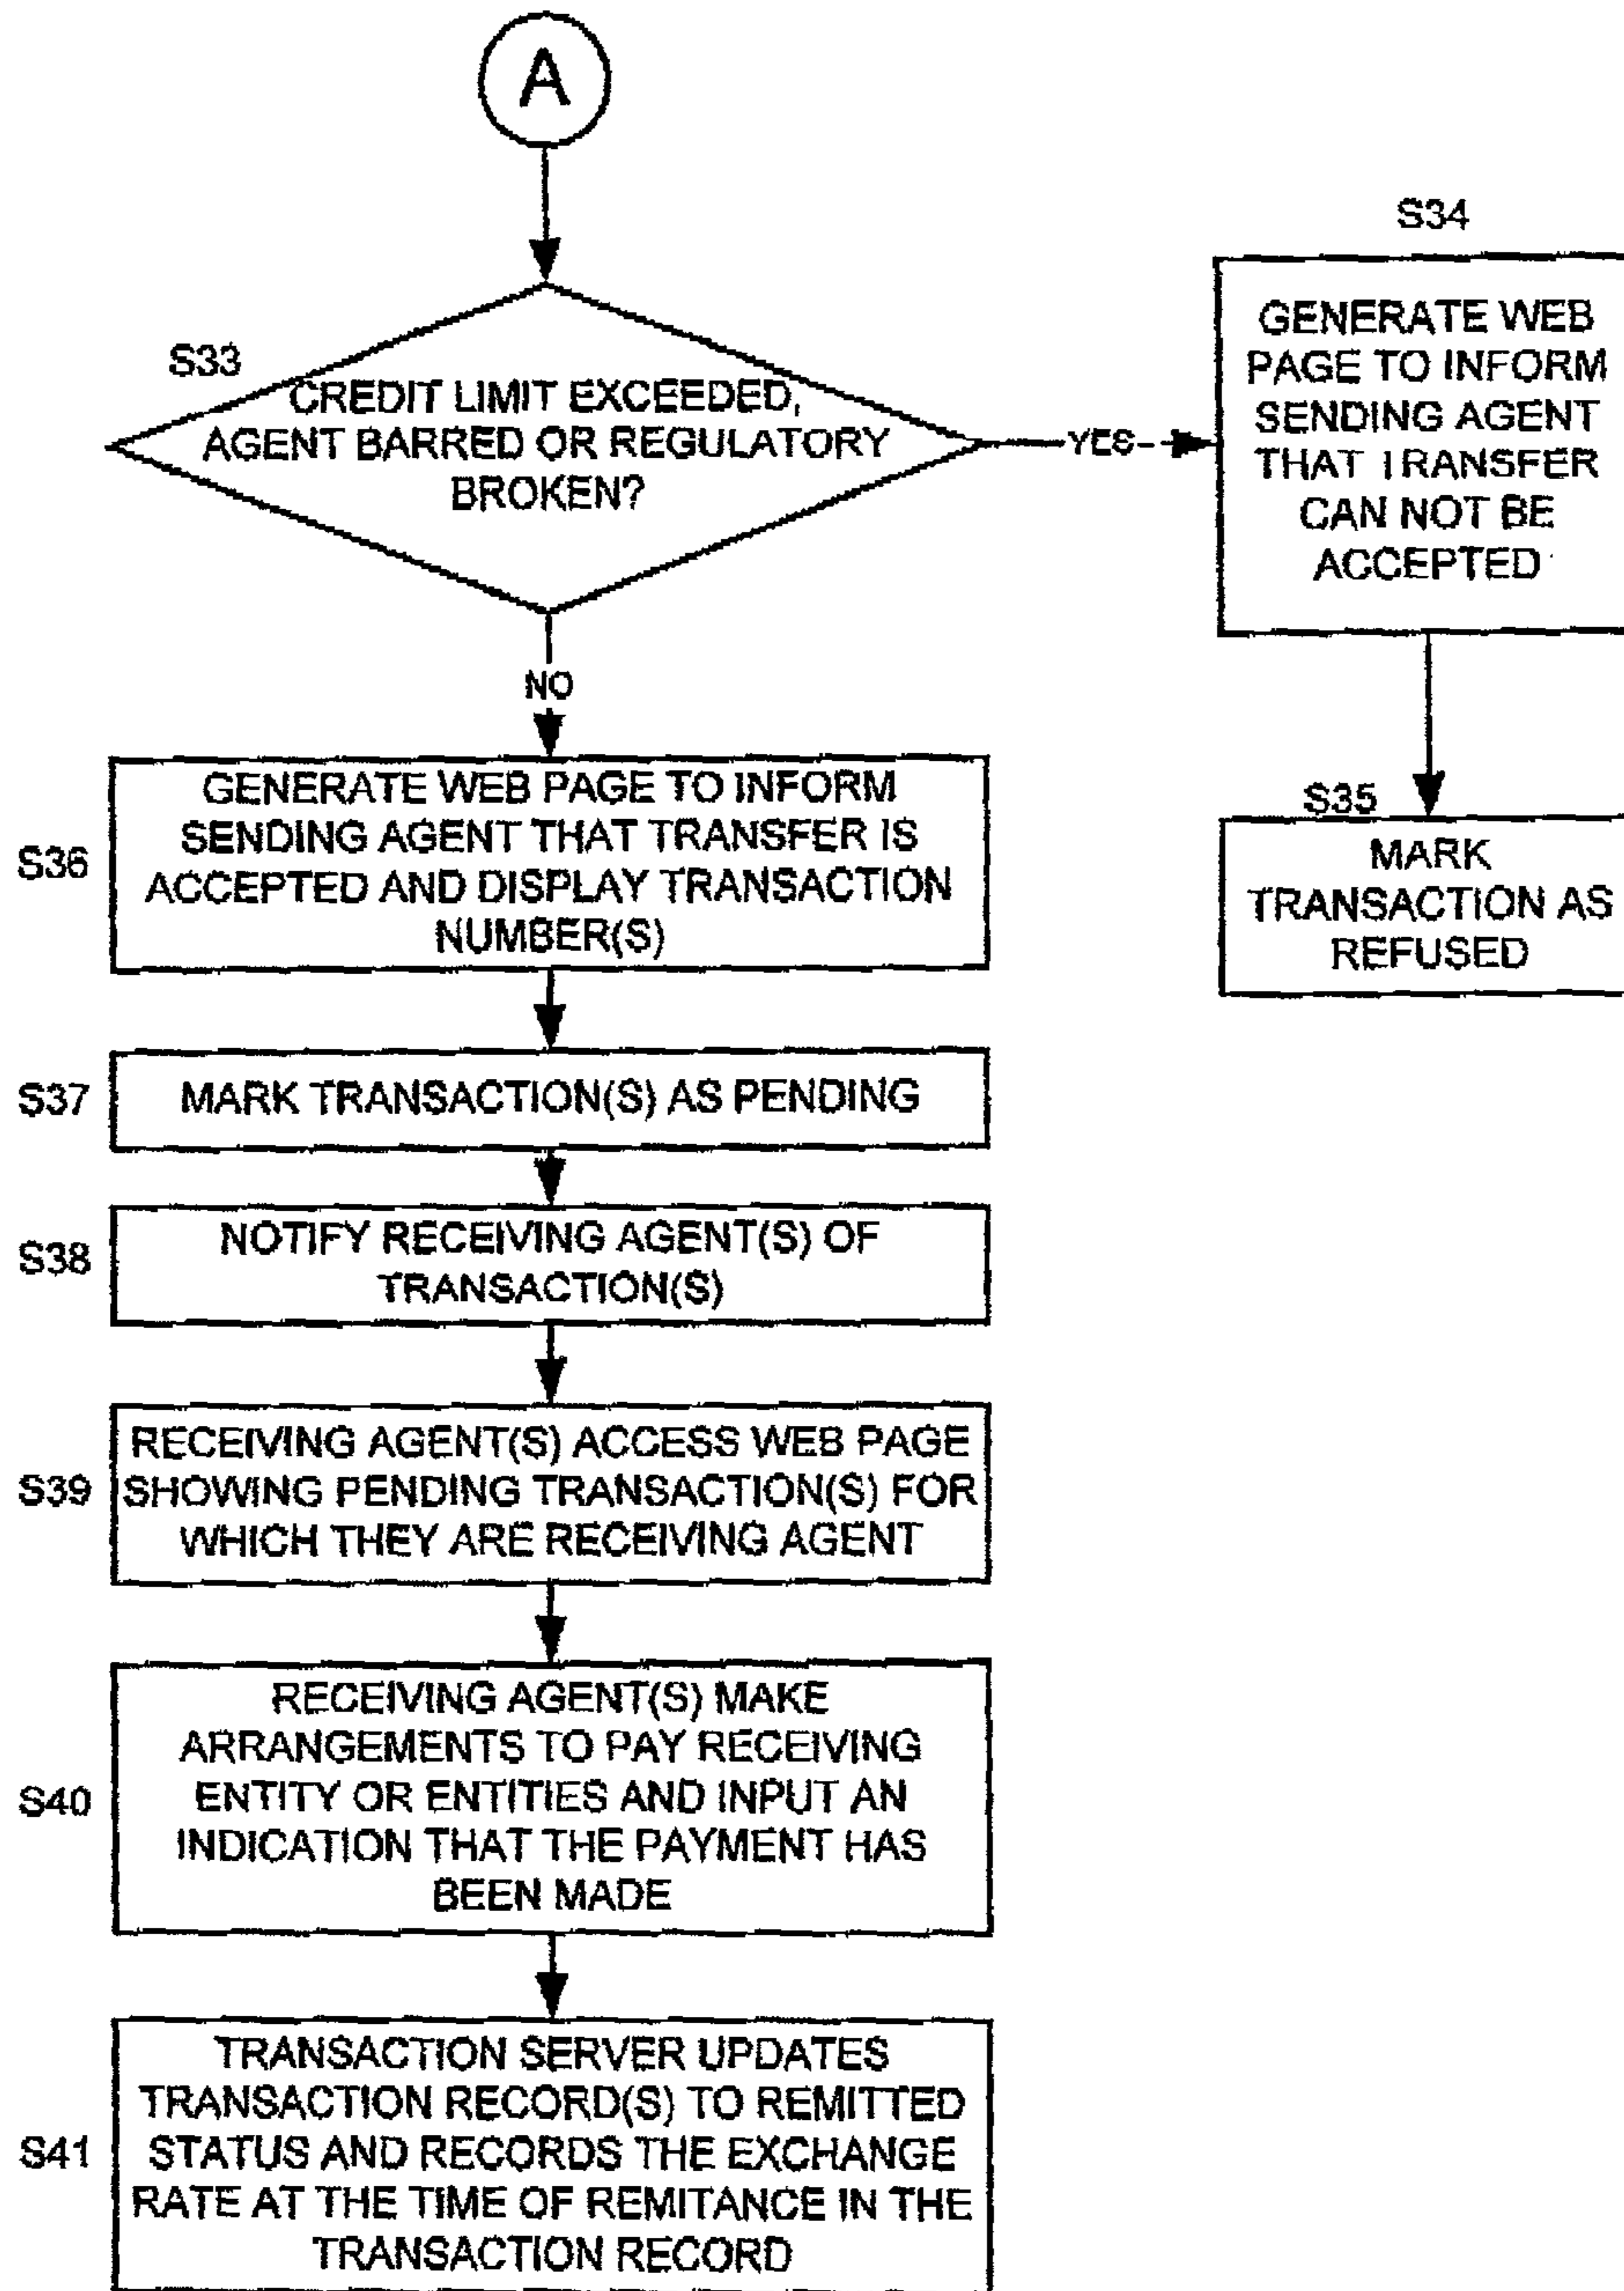 A
S33
CREDIT LIMIT EXCEEDED,
AGENT BARRED OR REGULATORY
BROKEN?
YES
S34
GENERATE WEB
PAGE TO INFORM
SENDING AGENT
THAT TRANSFER
CAN NOT BE
ACCEPTED
S35
MARK
TRANSACTION AS
REFUSED
NO
S36
GENERATE WEB PAGE TO INFORM
SENDING AGENT THAT TRANSFER IS
ACCEPTED AND DISPLAY TRANSACTION
NUMBER(S)
S37
MARK TRANSACTION(S) AS PENDING
S38
NOTIFY RECEIVING AGENT(S) OF
TRANSACTION(S)
S39
RECEIVING AGENT(S) ACCESS WEB PAGE
SHOWING PENDING TRANSACTION(S) FOR
WHICH THEY ARE RECEIVING AGENT
S40
RECEIVING AGENT(S) MAKE
ARRANGEMENTS TO PAY RECEIVING
ENTITY OR ENTITIES AND INPUT AN
INDICATION THAT THE PAYMENT HAS
BEEN MADE
S41
TRANSACTION SERVER UPDATES
TRANSACTION RECORD(S) TO REMITTED
STATUS AND RECORDS THE EXCHANGE
RATE AT THE TIME OF REMITANCE IN THE
TRANSACTION RECORD